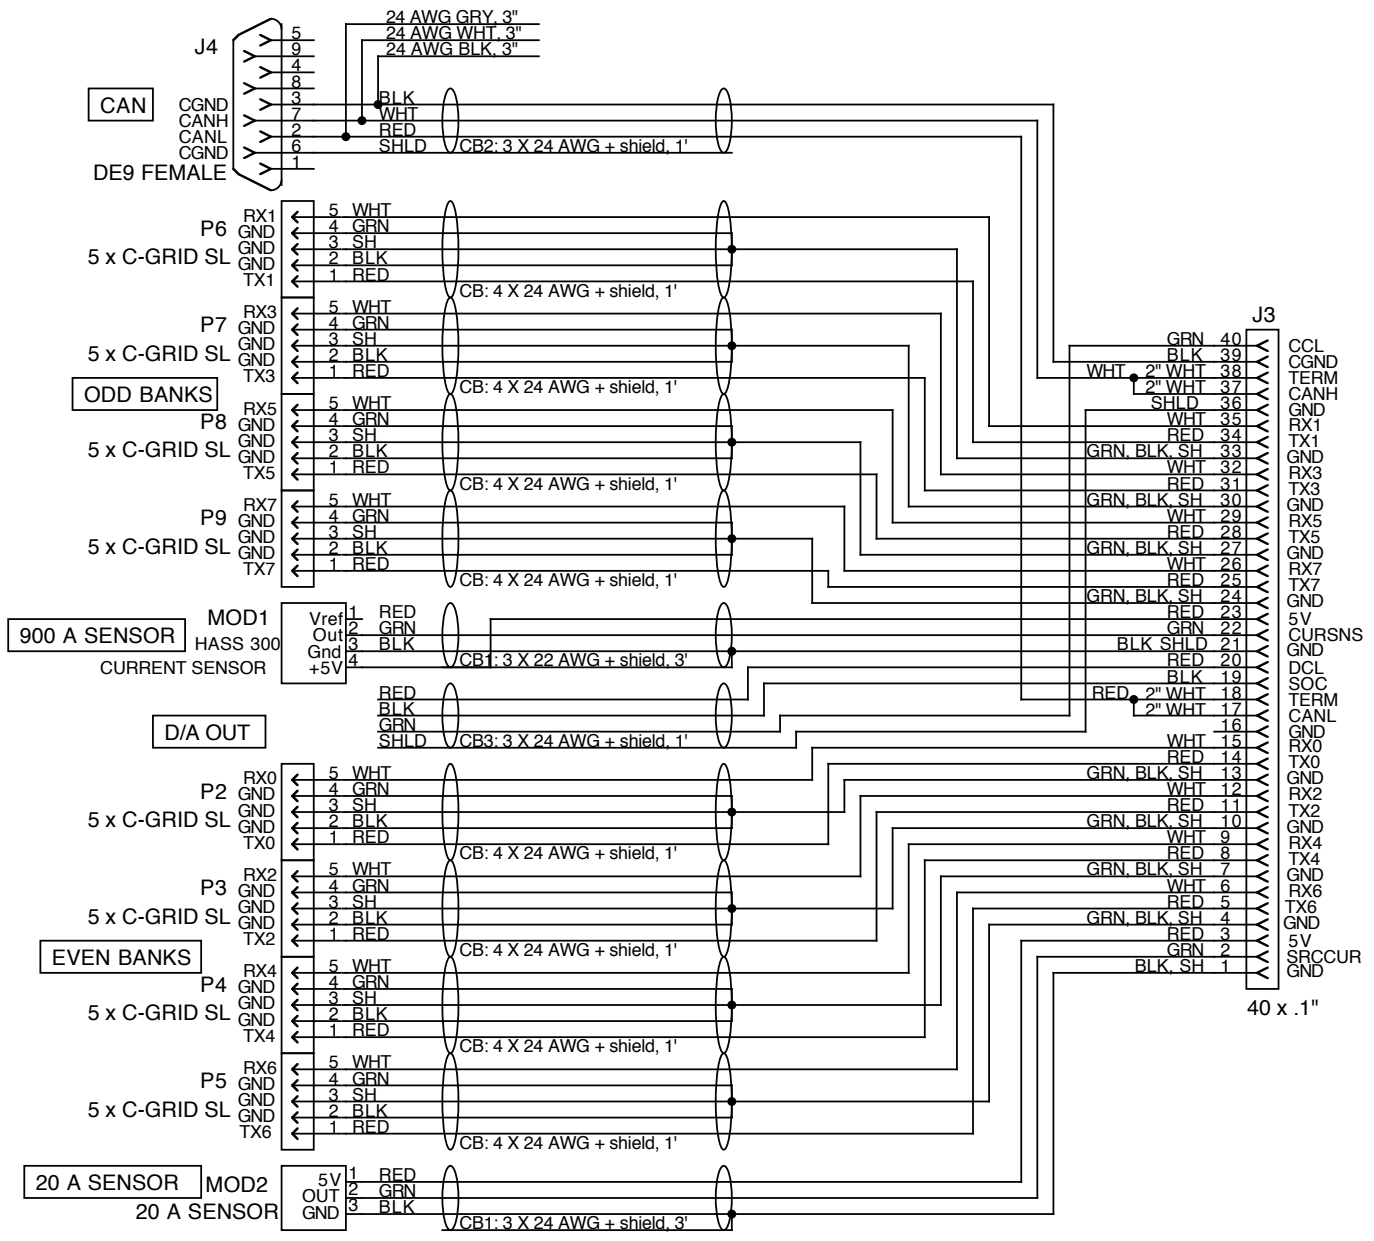 24 AWG GRY, 3"
24 AWG WHT, 3"
24 AWG BLK, 3"
J4
5
9
4
8
CAN
CGND 3 BLK
CANH 7 WHT
CANL 2 RED
CGND 6 SHLD CB2: 3 X 24 AWG + shield, 1'
1
DE9 FEMALE
P6
5 x C-GRID SL
RX1 5 WHT
GND 4 GRN
GND 3 SH
GND 2 BLK
TX1 1 RED
CB: 4 X 24 AWG + shield, 1'
P7
5 x C-GRID SL
RX3 5 WHT
GND 4 GRN
GND 3 SH
GND 2 BLK
TX3 1 RED
CB: 4 X 24 AWG + shield, 1'
ODD BANKS
P8
5 x C-GRID SL
RX5 5 WHT
GND 4 GRN
GND 3 SH
GND 2 BLK
TX5 1 RED
CB: 4 X 24 AWG + shield, 1'
P9
5 x C-GRID SL
RX7 5 WHT
GND 4 GRN
GND 3 SH
GND 2 BLK
TX7 1 RED
CB: 4 X 24 AWG + shield, 1'
900 A SENSOR
MOD1
HASS 300
CURRENT SENSOR
Vref 1 RED
Out 2 GRN
Gnd 3 BLK
+5V 4
CB1: 3 X 22 AWG + shield, 3'
D/A OUT
RED
BLK
GRN
SHLD CB3: 3 X 24 AWG + shield, 1'
P2
5 x C-GRID SL
RX0 5 WHT
GND 4 GRN
GND 3 SH
GND 2 BLK
TX0 1 RED
CB: 4 X 24 AWG + shield, 1'
P3
5 x C-GRID SL
RX2 5 WHT
GND 4 GRN
GND 3 SH
GND 2 BLK
TX2 1 RED
CB: 4 X 24 AWG + shield, 1'
EVEN BANKS
P4
5 x C-GRID SL
RX4 5 WHT
GND 4 GRN
GND 3 SH
GND 2 BLK
TX4 1 RED
CB: 4 X 24 AWG + shield, 1'
P5
5 x C-GRID SL
RX6 5 WHT
GND 4 GRN
GND 3 SH
GND 2 BLK
TX6 1 RED
CB: 4 X 24 AWG + shield, 1'
20 A SENSOR
MOD2
20 A SENSOR
5V 1 RED
OUT 2 GRN
GND 3 BLK
CB1: 3 X 24 AWG + shield, 3'
J3
GRN 40 CCL
BLK 39 CGND
WHT 2" WHT 38 TERM
2" WHT 37 CANH
SHLD 36 GND
WHT 35 RX1
RED 34 TX1
GRN, BLK, SH 33 GND
WHT 32 RX3
RED 31 TX3
GRN, BLK, SH 30 GND
WHT 29 RX5
RED 28 TX5
GRN, BLK, SH 27 GND
WHT 26 RX7
RED 25 TX7
GRN, BLK, SH 24 GND
RED 23 5V
GRN 22 CURSNS
BLK SHLD 21 GND
RED 20 DCL
BLK 19 SOC
RED 2" WHT 18 TERM
2" WHT 17 CANL
16 GND
WHT 15 RX0
RED 14 TX0
GRN, BLK, SH 13 GND
WHT 12 RX2
RED 11 TX2
GRN, BLK, SH 10 GND
WHT 9 RX4
RED 8 TX4
GRN, BLK, SH 7 GND
WHT 6 RX6
RED 5 TX6
GRN, BLK, SH 4 GND
RED 3 5V
GRN 2 SRCCUR
BLK, SH 1 GND
40 x .1"